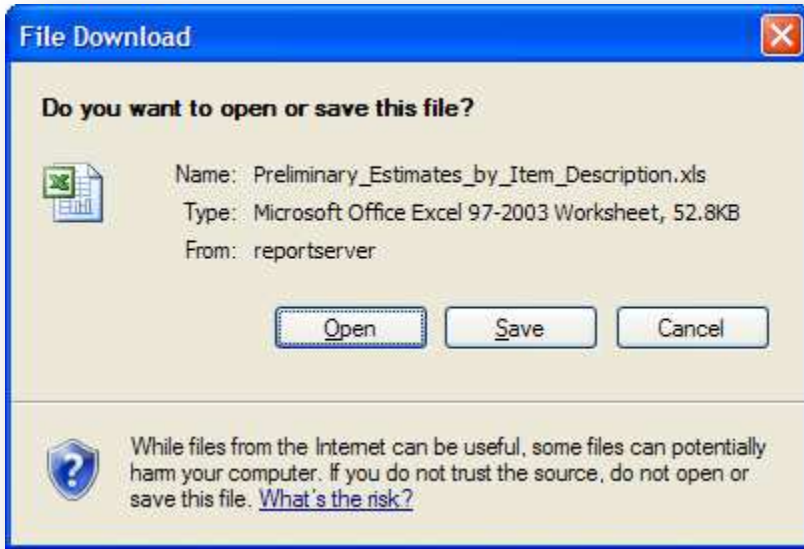 File Download
Do you want to open or save this file?
Name: Preliminary_Estimates_by_Item_Description.xls
Type: Microsoft Office Excel 97-2003 Worksheet, 52.8KB
From: reportserver
Open Save Cancel
While files from the Internet can be useful, some files can potentially
harm your computer. If you do not trust the source, do not open or
save this file. What's the risk?